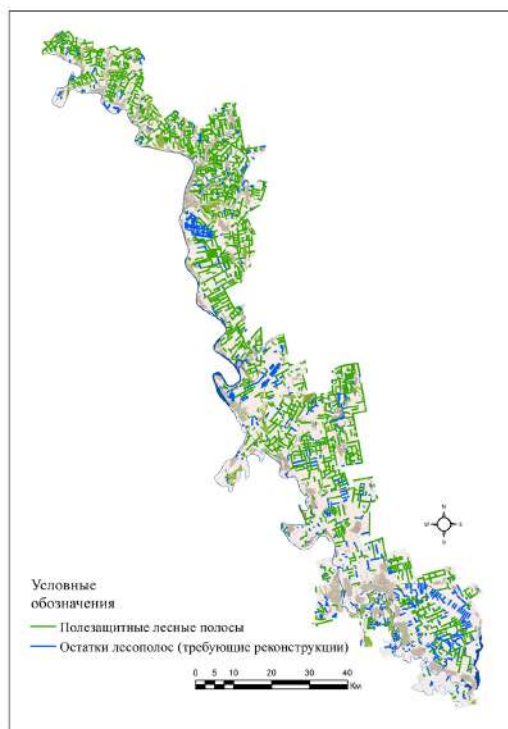 Условные
обозначения
Полезащитные лесные полосы
Остатки лесополос (требующие реконструкции)
0 5 10 20 30 40
Км